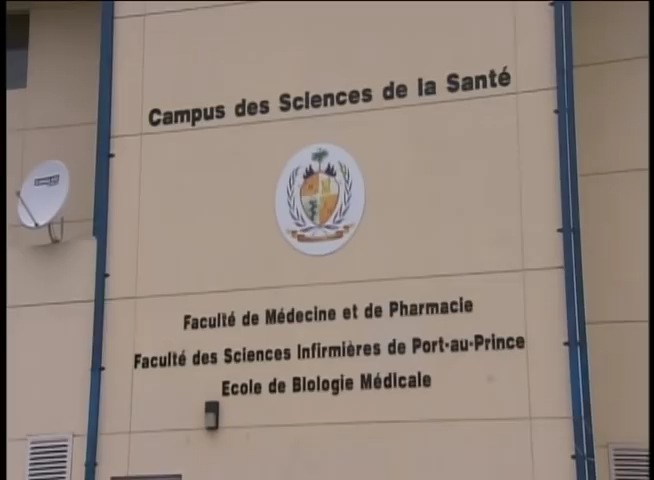 Campus des Sciences de la Santé
Faculté de Médecine et de Pharmacie
Faculté des Sciences Infirmières de Port-au-Prince
Ecole de Biologie Médicale